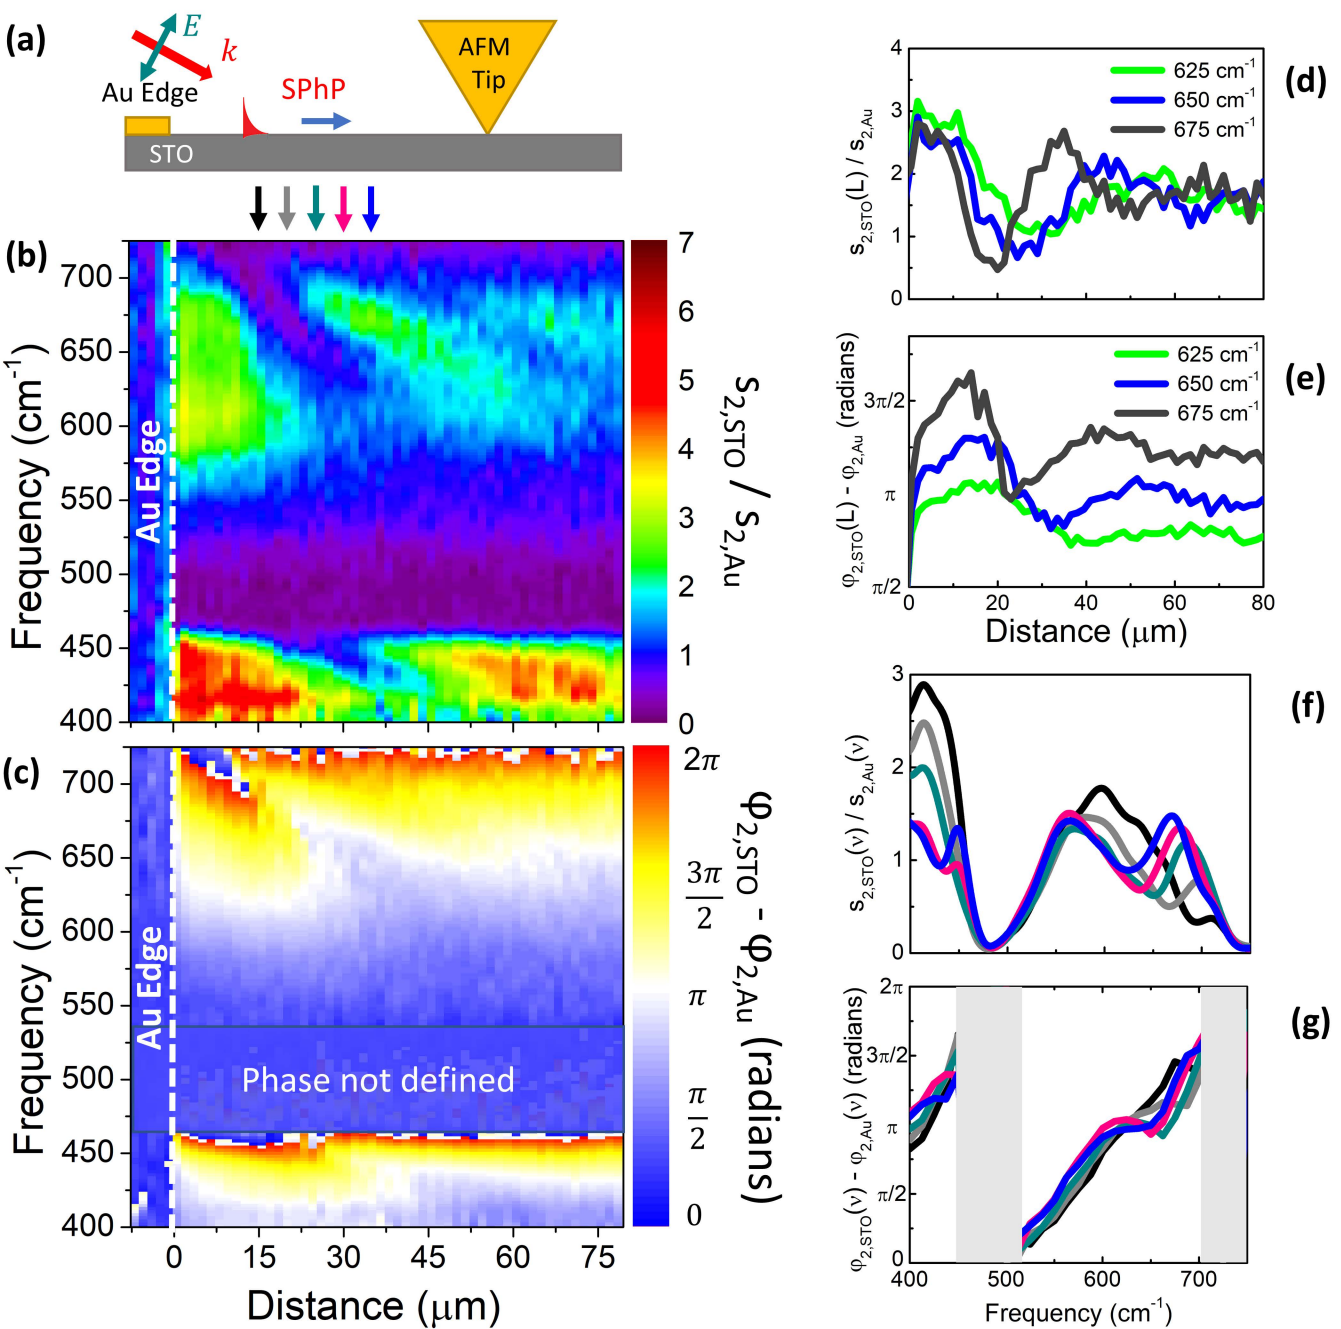 (a)
E
k
Au Edge
SPhP
AFM
Tip
STO
(b)
Frequency (cm-1)
700
650
600
550
500
450
400
Au Edge
0
15
30
45
60
75
7
6
5
4
3
2
1
0
s2,STO / s2,Au
(c)
Frequency (cm-1)
700
650
600
550
500
450
400
Au Edge
Phase not defined
0
15
30
45
60
75
Distance (μm)
2π
3π
2
π
π
2
0
φ2,STO - φ2,Au (radians)
(d)
s2,STO(L) / s2,Au
4
3
2
1
0
625 cm-1
650 cm-1
675 cm-1
(e)
φ2,STO(L) - φ2,Au (radians)
3π/2
π
π/2
625 cm-1
650 cm-1
675 cm-1
0
20
40
60
80
Distance (μm)
(f)
s2,STO(ν) / s2,Au(ν)
3
2
1
0
(g)
φ2,STO(ν) - φ2,Au(ν) (radians)
2π
3π/2
π
π/2
0
400
500
600
700
Frequency (cm-1)